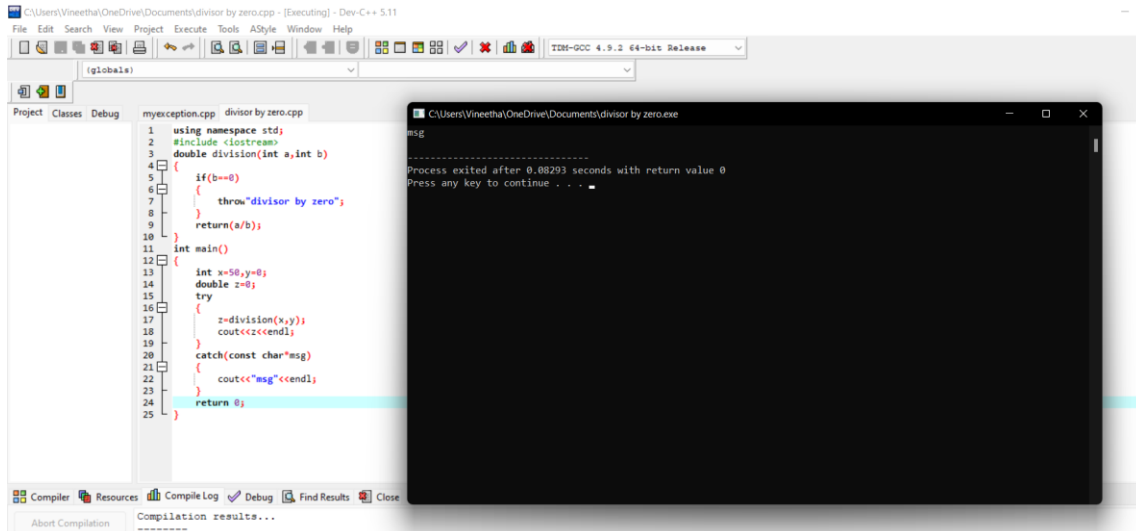 C:\Users\Vineetha\OneDrive\Documents\divisor by zero.cpp - [Executing] - Dev-C++ 5.11
File Edit Search View Project Execute Tools AStyle Window Help
TDM-GCC 4.9.2 64-bit Release
(globals)
Project Classes Debug
myexception.cpp divisor by zero.cpp
1 using namespace std;
2 #include <iostream>
3 double division(int a,int b)
4 {
5 if(b==0)
6 {
7 throw"divisor by zero";
8 }
9 return(a/b);
10 }
11 int main()
12 {
13 int x=50,y=0;
14 double z=0;
15 try
16 {
17 z=division(x,y);
18 cout<<z<<endl;
19 }
20 catch(const char*msg)
21 {
22 cout<<"msg"<<endl;
23 }
24 return 0;
25 }
C:\Users\Vineetha\OneDrive\Documents\divisor by zero.exe
msg
--------------------------------
Process exited after 0.08293 seconds with return value 0
Press any key to continue . . .
Compiler Resources Compile Log Debug Find Results Close
Abort Compilation
Compilation results...
--------